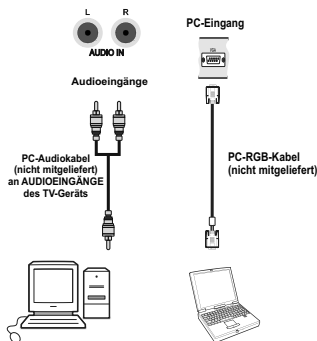 L R
AUDIO IN
Audioeingänge
PC-Eingang
PC-Audiokabel
(nicht mitgeliefert)
an AUDIOEINGÄNGE
des TV-Geräts
PC-RGB-Kabel
(nicht mitgeliefert)